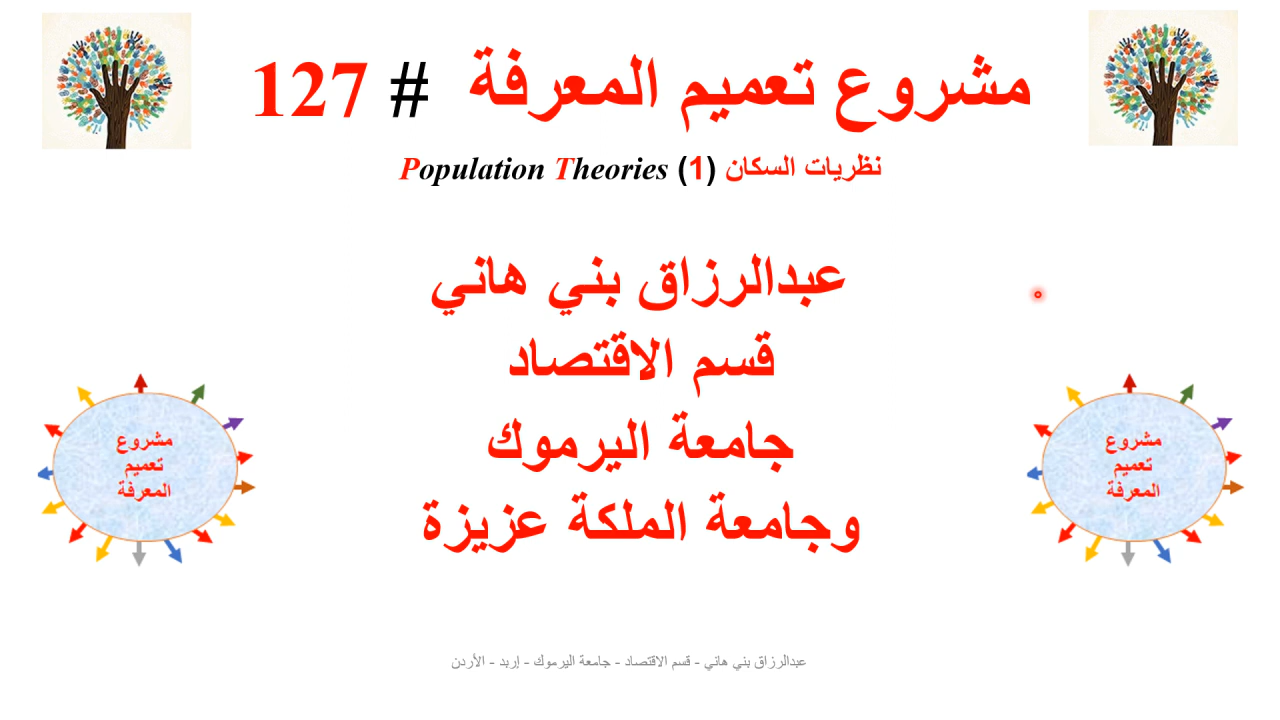 مشروع تعميم المعرفة # 127
نظريات السكان (1) Population Theories
عبدالرزاق بني هاني
قسم الاقتصاد
جامعة اليرموك
وجامعة الملكة عزيزة
مشروع
تعميم
المعرفة
مشروع
تعميم
المعرفة
عبدالرزاق بني هاني - قسم الاقتصاد - جامعة اليرموك - إربد - الأردن